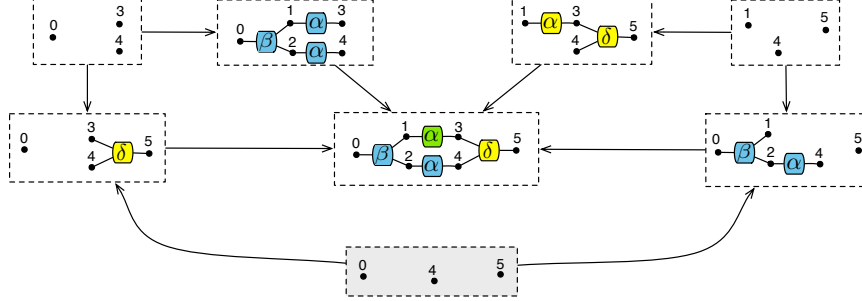 0 3 4
0 β 1 α 3 2 α 4
1 α 3 4 δ 5
1 4 5
0 3 4 δ 5
0 β 1 α 3 2 α 4 δ 5
0 β 1 2 α 4 5
0 4 5